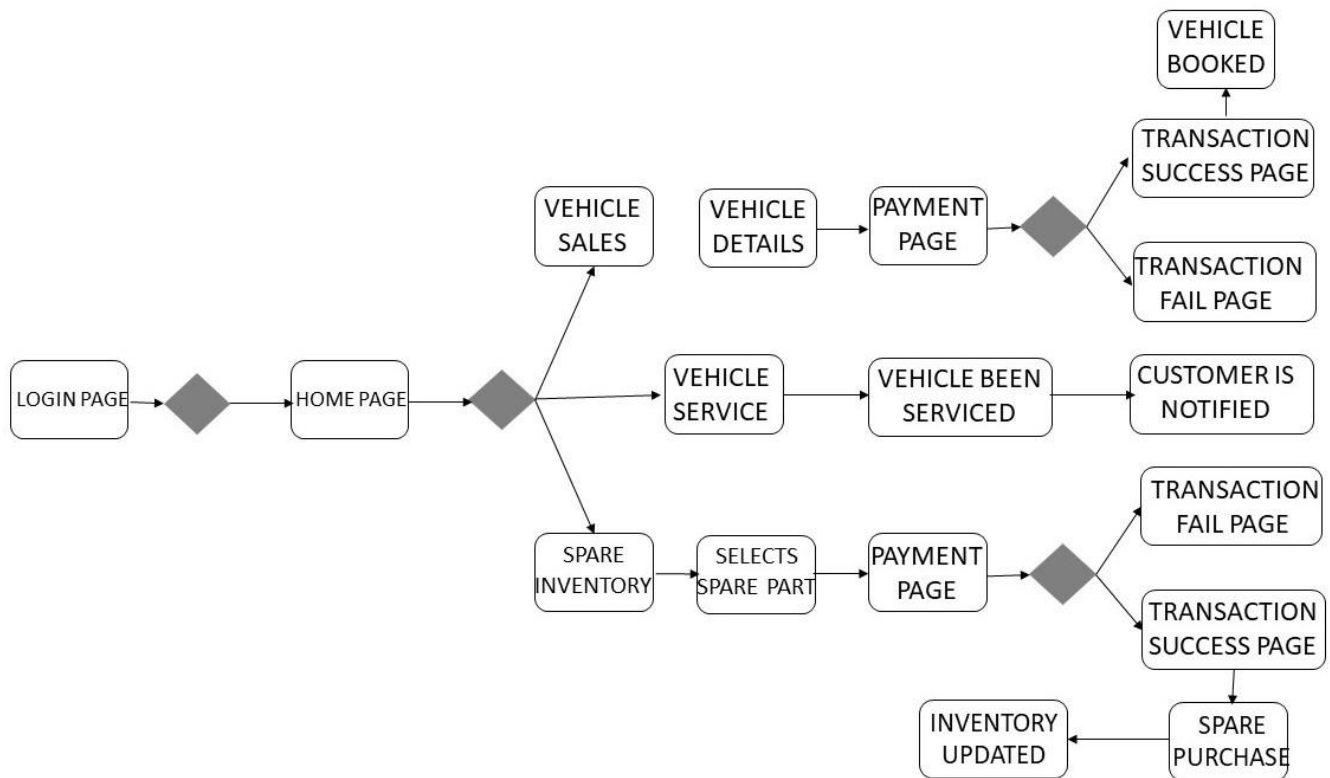 VEHICLE
BOOKED
TRANSACTION
SUCCESS PAGE
VEHICLE
SALES
VEHICLE
DETAILS
PAYMENT
PAGE
TRANSACTION
FAIL PAGE
LOGIN PAGE
HOME PAGE
VEHICLE
SERVICE
VEHICLE BEEN
SERVICED
CUSTOMER IS
NOTIFIED
SPARE
INVENTORY
SELECTS
SPARE PART
PAYMENT
PAGE
TRANSACTION
FAIL PAGE
TRANSACTION
SUCCESS PAGE
SPARE
PURCHASE
INVENTORY
UPDATED